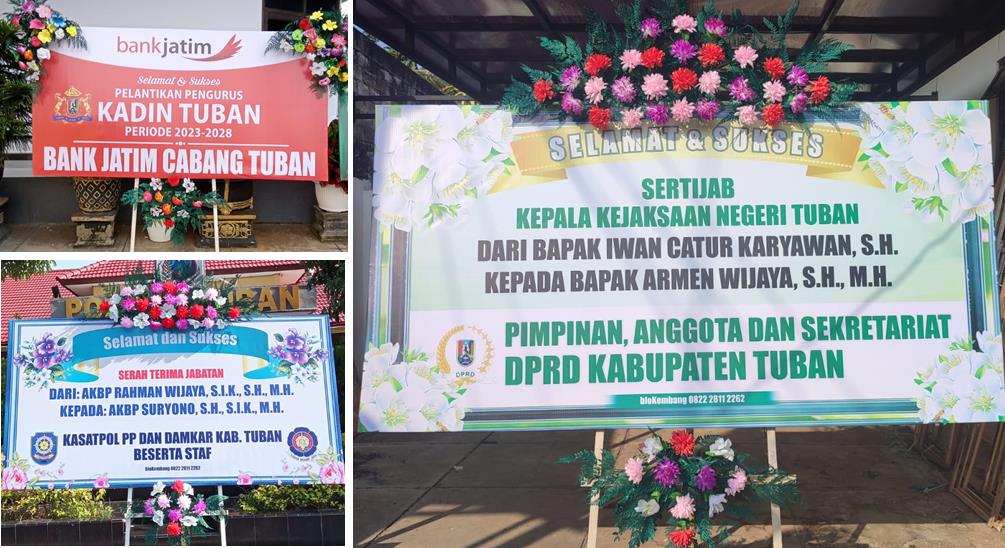 bankjatim
Selamat & Sukses
PELANTIKAN PENGURUS
KADIN TUBAN
PERIODE 2023-2028
BANK JATIM CABANG TUBAN
Selamat dan Sukses
SERAH TERIMA JABATAN
DARI: AKBP RAHMAN WIJAYA, S.I.K., S.H., M.H.
KEPADA: AKBP SURYONO, S.H., S.I.K., M.H.
KASATPOL PP DAN DAMKAR KAB. TUBAN
BESERTA STAF
bloKembang 0822 2811 2262
SELAMAT & SUKSES
SERTIJAB
KEPALA KEJAKSAAN NEGERI TUBAN
DARI BAPAK IWAN CATUR KARYAWAN, S.H.
KEPADA BAPAK ARMEN WIJAYA, S.H., M.H.
PIMPINAN, ANGGOTA DAN SEKRETARIAT
DPRD KABUPATEN TUBAN
DPRD
bloKembang 0822 2811 2262